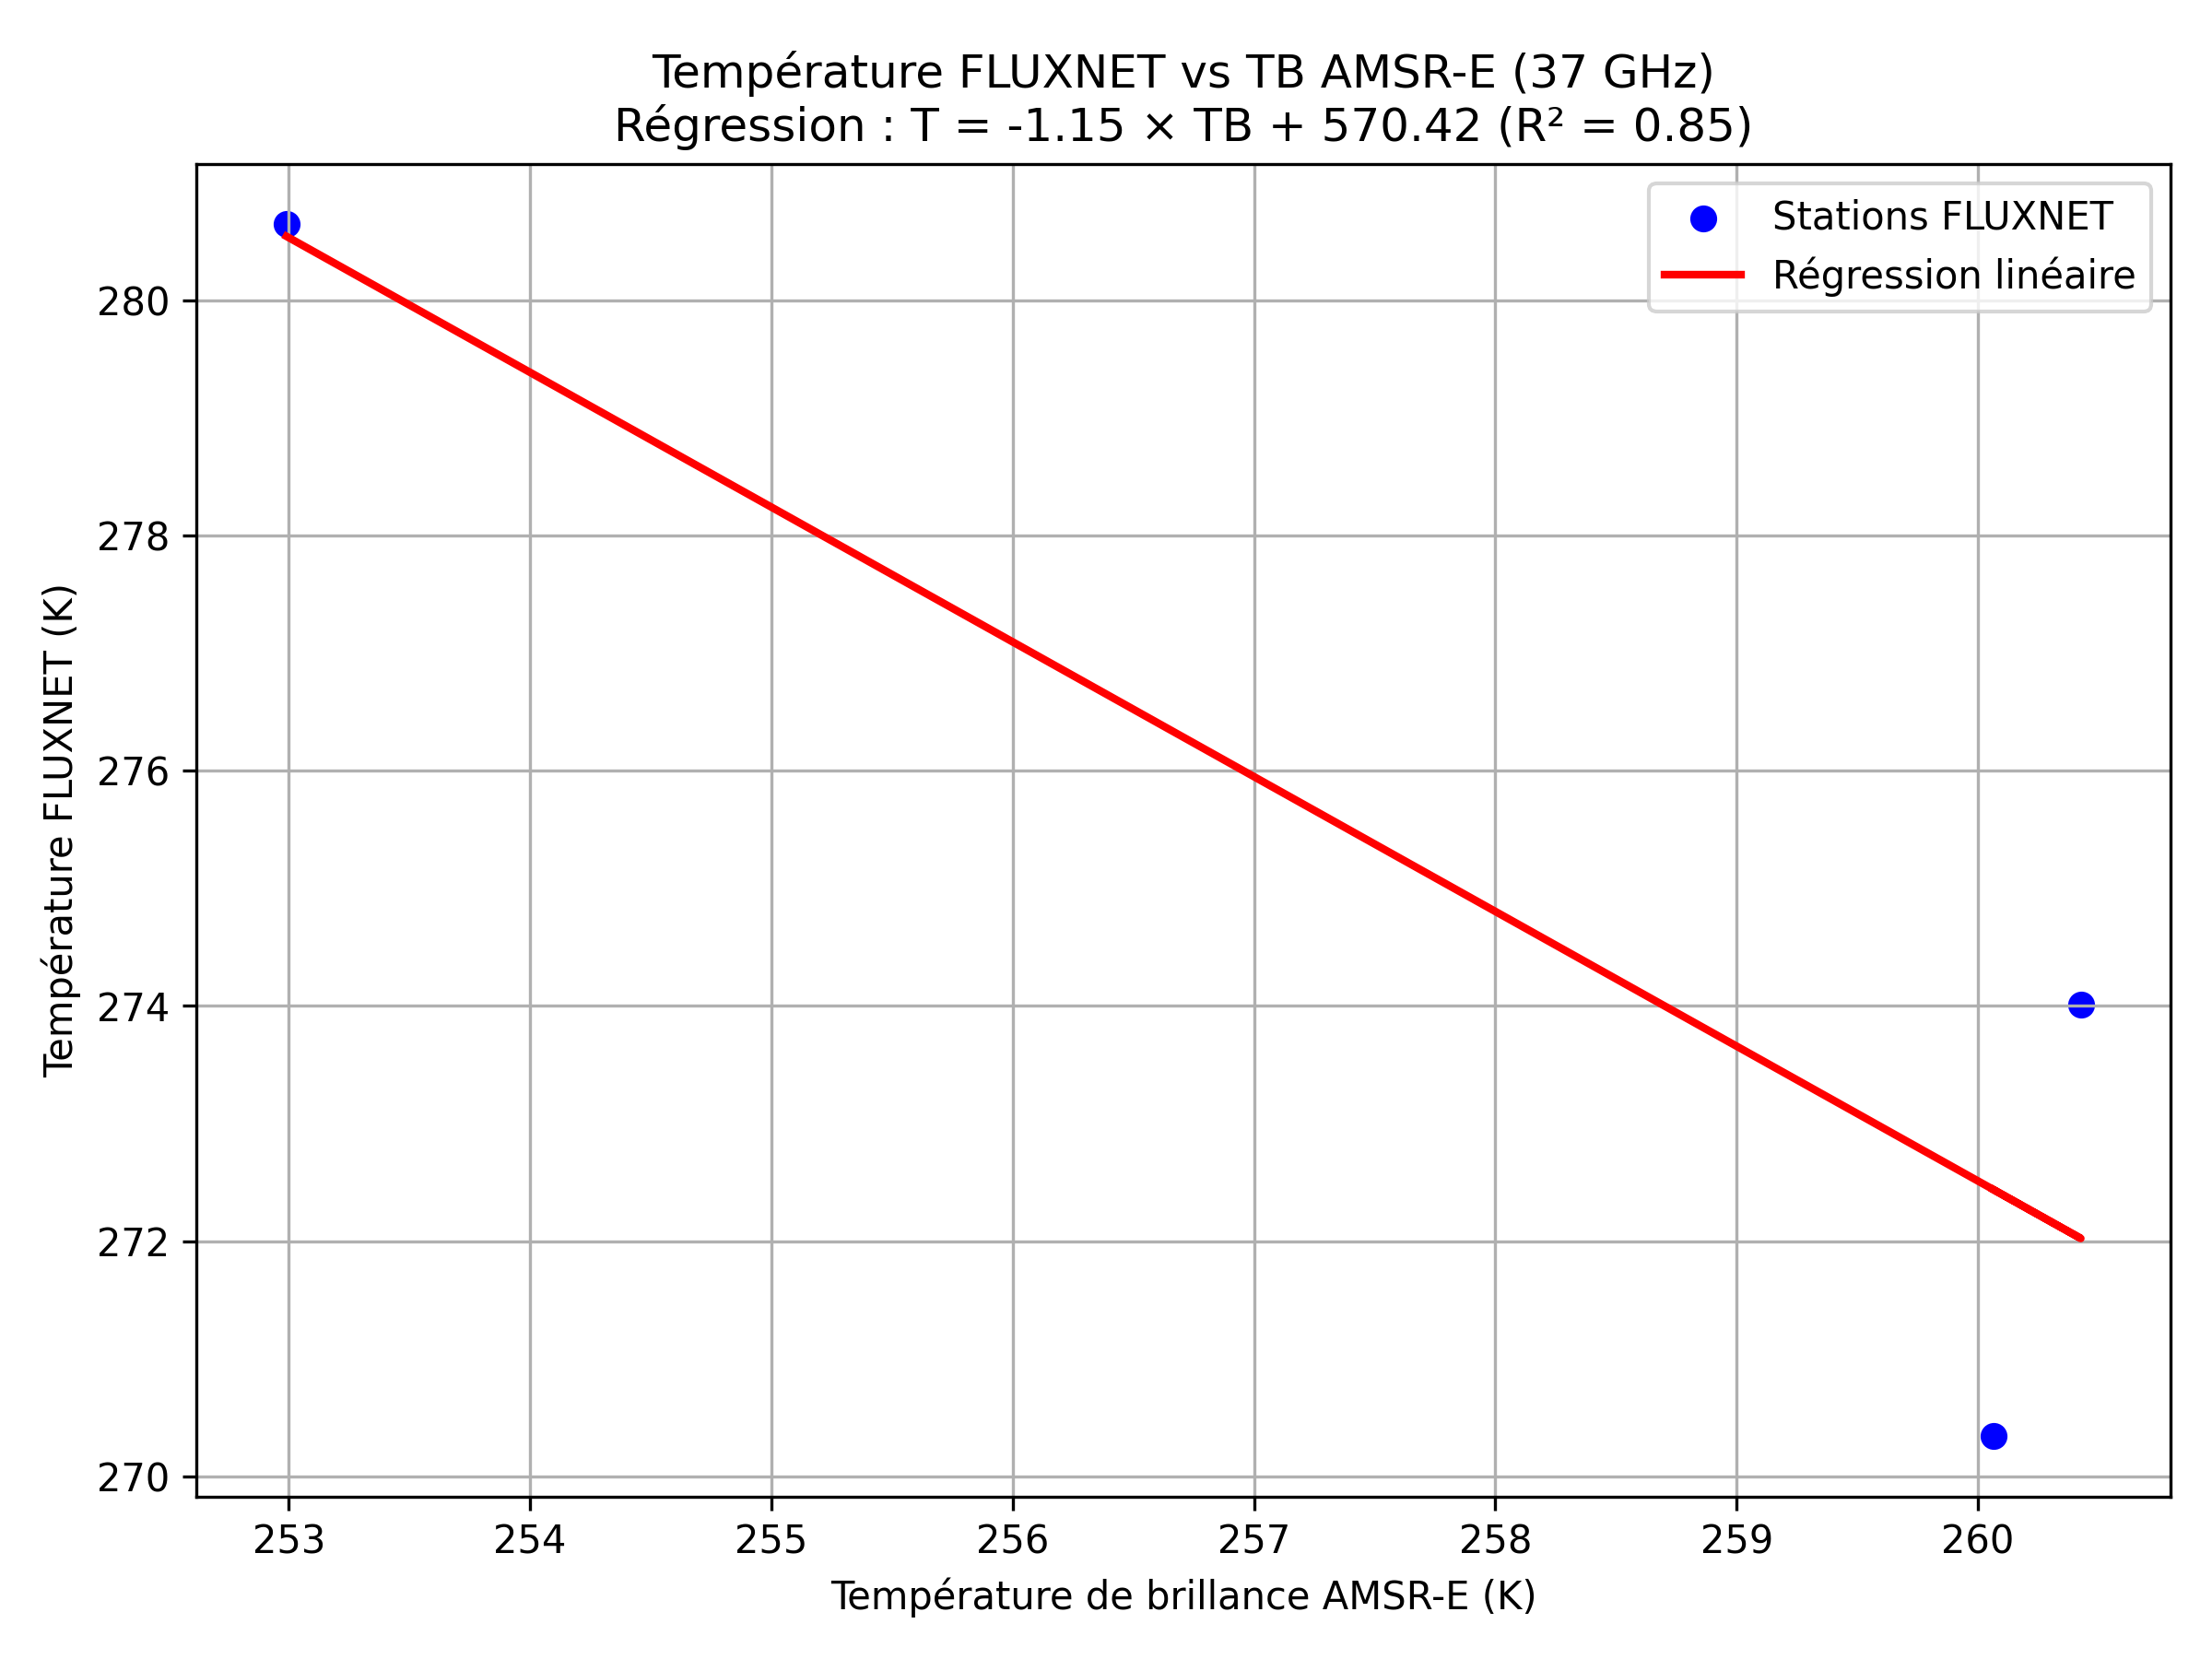 Température FLUXNET vs TB AMSR-E (37 GHz)
Régression : T = -1.15 × TB + 570.42 (R² = 0.85)
Stations FLUXNET
Régression linéaire
Température FLUXNET (K)
280
278
276
274
272
270
253 254 255 256 257 258 259 260
Température de brillance AMSR-E (K)